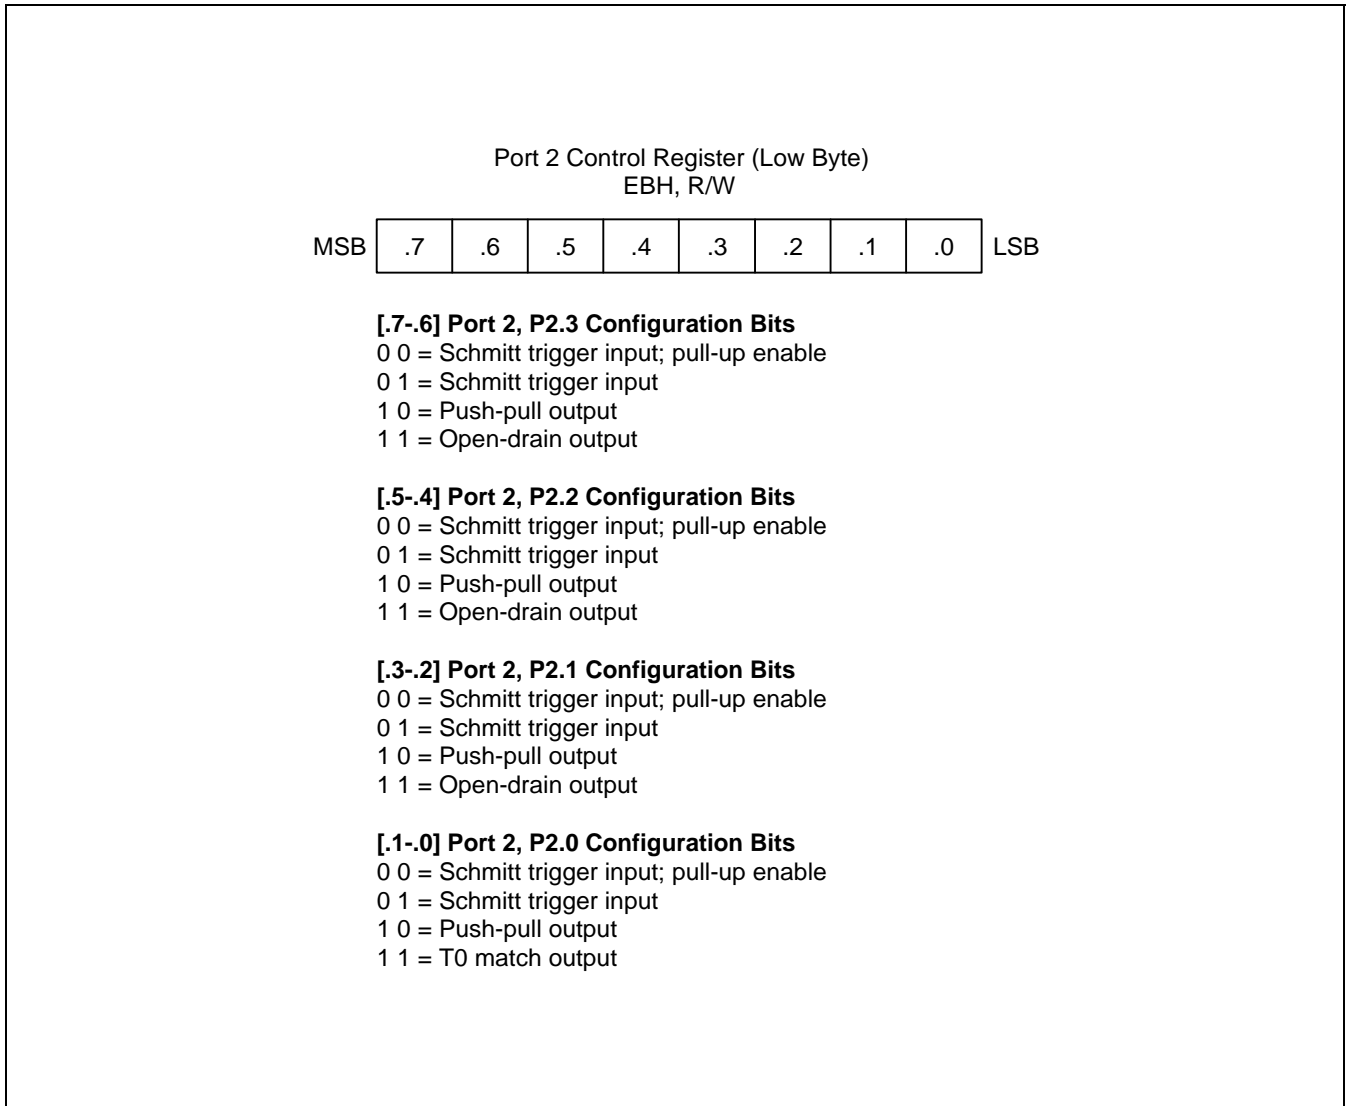 Port 2 Control Register (Low Byte)
EBH, R/W
MSB .7 .6 .5 .4 .3 .2 .1 .0 LSB
[.7-.6] Port 2, P2.3 Configuration Bits
0 0 = Schmitt trigger input; pull-up enable
0 1 = Schmitt trigger input
1 0 = Push-pull output
1 1 = Open-drain output
[.5-.4] Port 2, P2.2 Configuration Bits
0 0 = Schmitt trigger input; pull-up enable
0 1 = Schmitt trigger input
1 0 = Push-pull output
1 1 = Open-drain output
[.3-.2] Port 2, P2.1 Configuration Bits
0 0 = Schmitt trigger input; pull-up enable
0 1 = Schmitt trigger input
1 0 = Push-pull output
1 1 = Open-drain output
[.1-.0] Port 2, P2.0 Configuration Bits
0 0 = Schmitt trigger input; pull-up enable
0 1 = Schmitt trigger input
1 0 = Push-pull output
1 1 = T0 match output